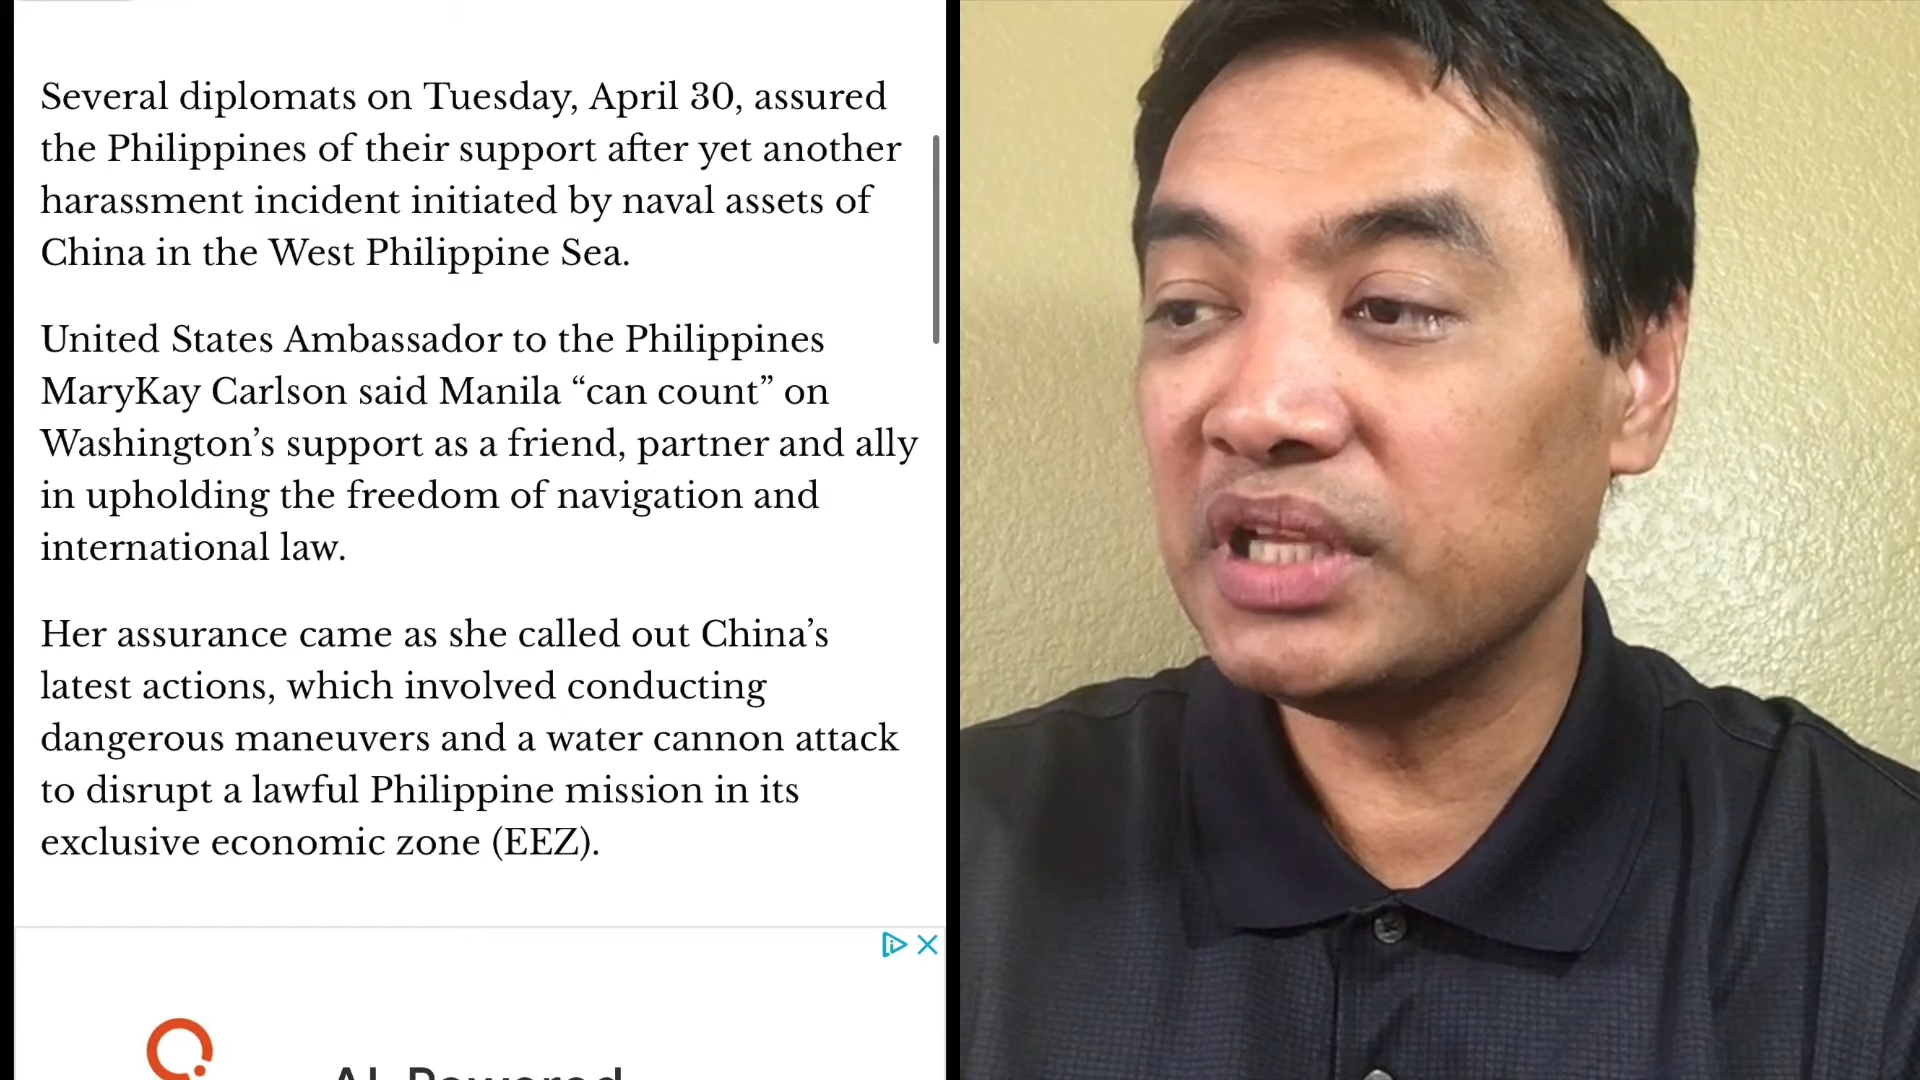 Several diplomats on Tuesday, April 30, assured
the Philippines of their support after yet another
harassment incident initiated by naval assets of
China in the West Philippine Sea.
United States Ambassador to the Philippines
MaryKay Carlson said Manila “can count” on
Washington’s support as a friend, partner and ally
in upholding the freedom of navigation and
international law.
Her assurance came as she called out China’s
latest actions, which involved conducting
dangerous maneuvers and a water cannon attack
to disrupt a lawful Philippine mission in its
exclusive economic zone (EEZ).
AI-Powered